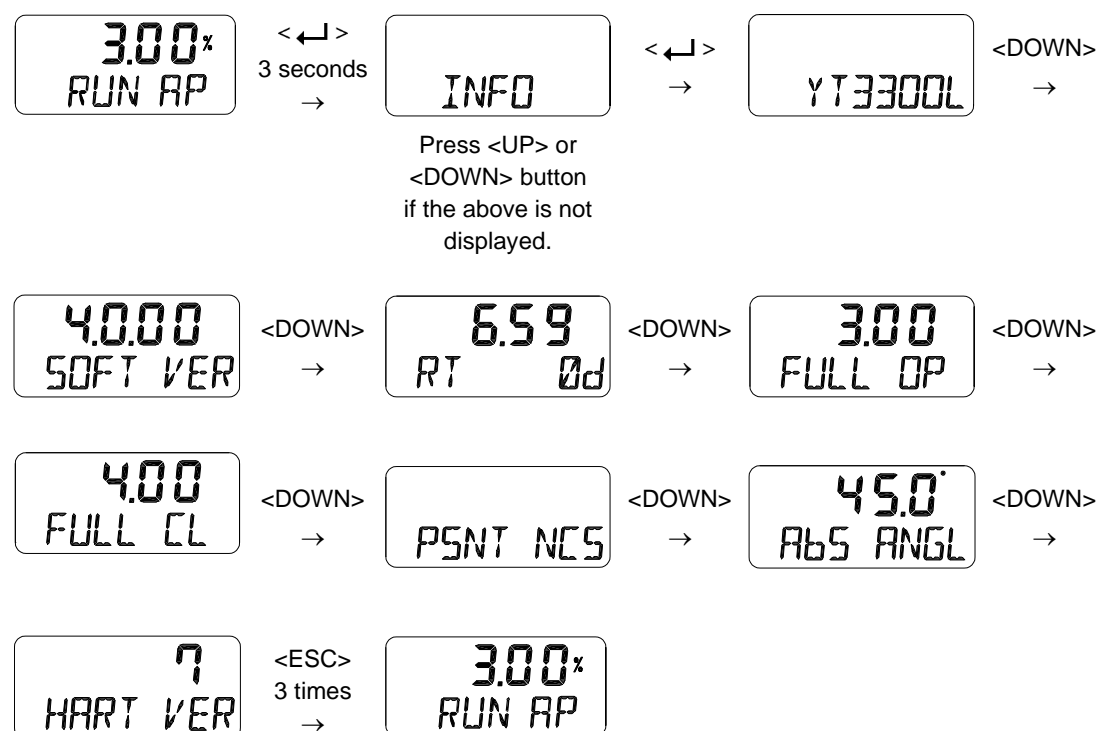 3.00%
RUN AP
< ↵ >
3 seconds
→
INFO
Press <UP> or
<DOWN> button
if the above is not
displayed.
< ↵ >
→
YT3300L
<DOWN>
→
4.0.00
SOFT VER
<DOWN>
→
6.59
RT 0d
<DOWN>
→
3.00
FULL OP
<DOWN>
→
4.00
FULL CL
<DOWN>
→
PSNT NCS
<DOWN>
→
45.0°
AbS ANGL
<DOWN>
→
7
HART VER
<ESC>
3 times
→
3.00%
RUN AP